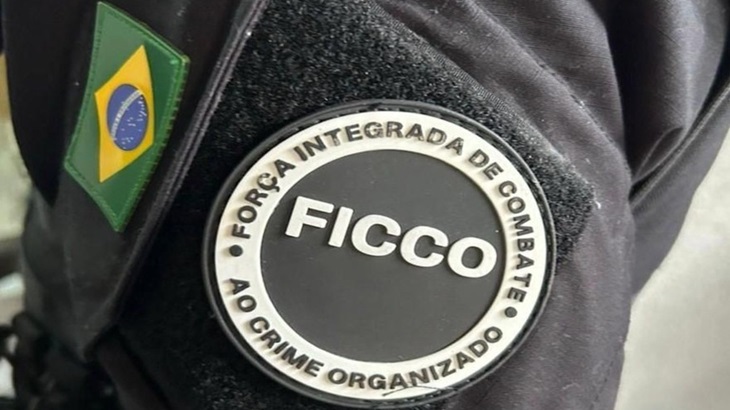 FORÇA INTEGRADA DE COMBATE
FICCO
AO CRIME ORGANIZADO